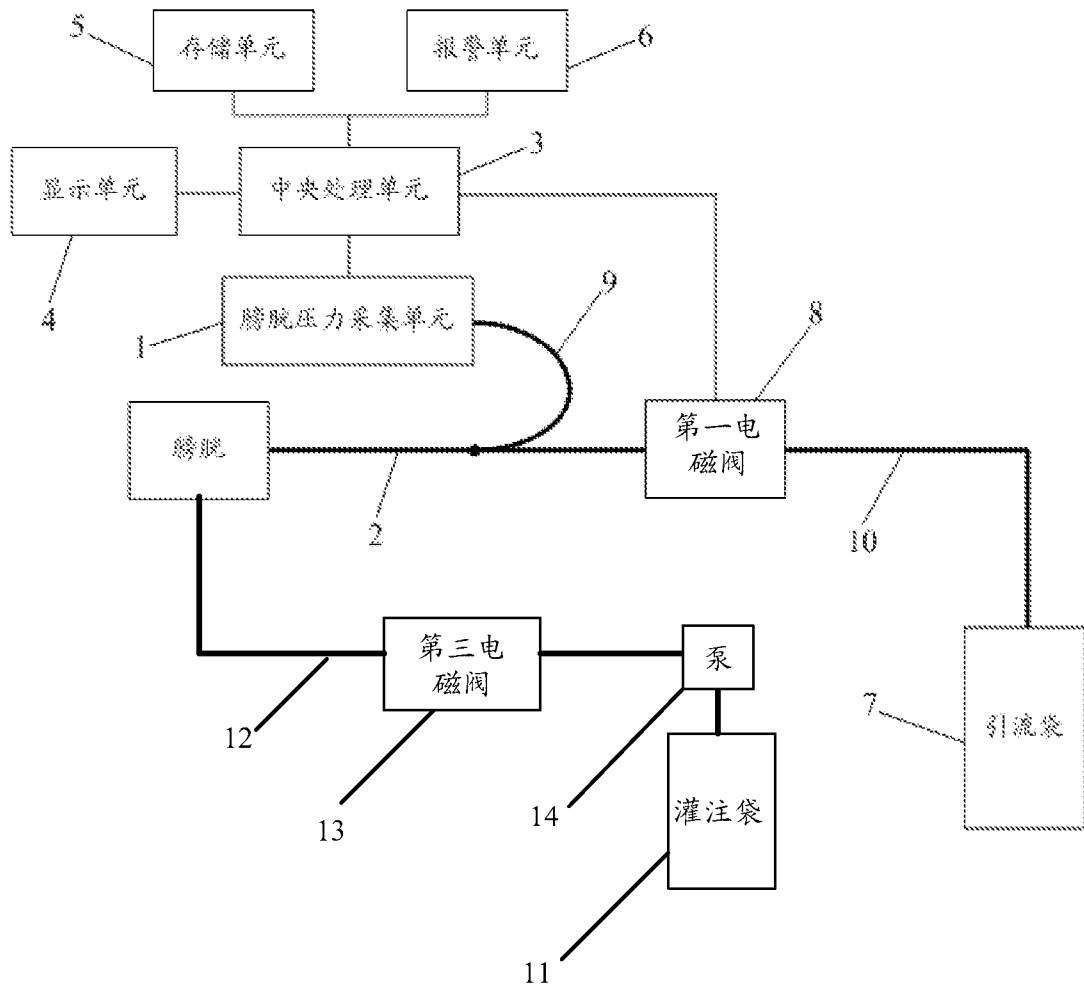 5
存储单元
报警单元
6
显示单元
中央处理单元
3
4
1
膀胱压力采集单元
9
8
膀胱
2
第一电
磁阀
10
12
第三电
磁阀
13
泵
14
灌注袋
11
7
引流袋